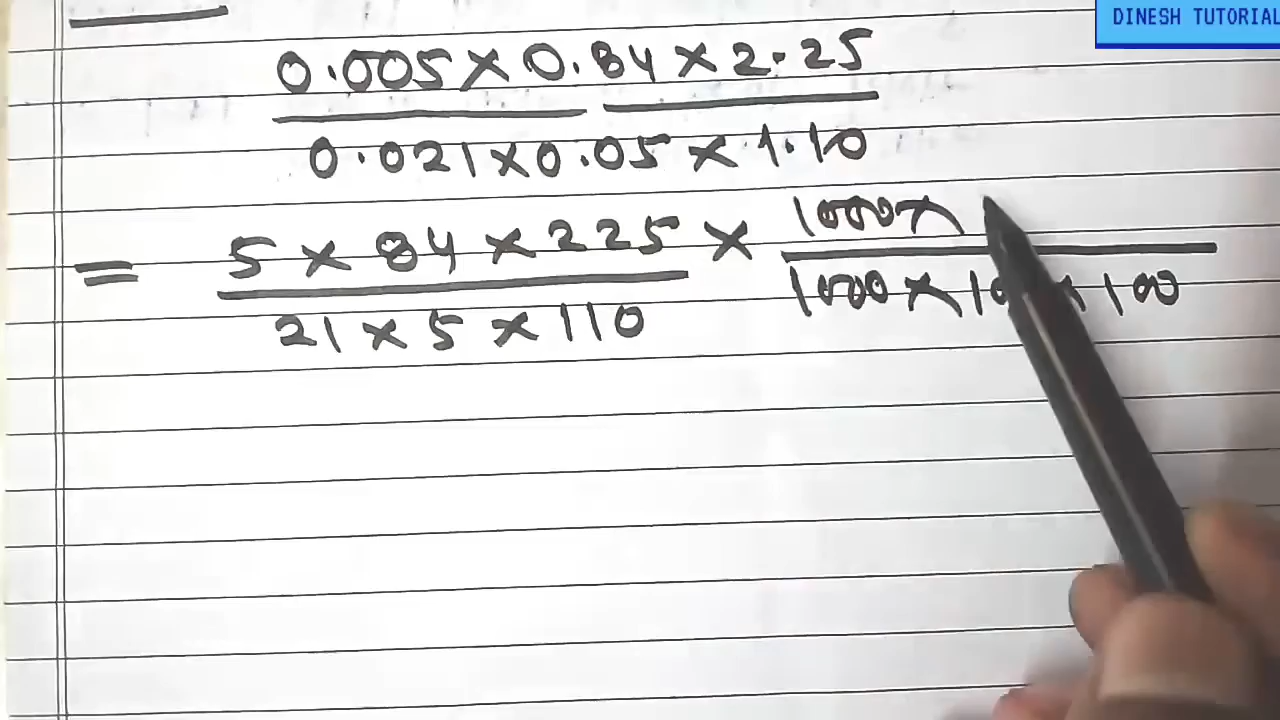 DINESH TUTORIAL
0.005 × 0.84 × 2.25
0.021 × 0.05 × 1.10
= 5 × 84 × 225 × 1000 ×
21 × 5 × 110 1000 × 100 × 100